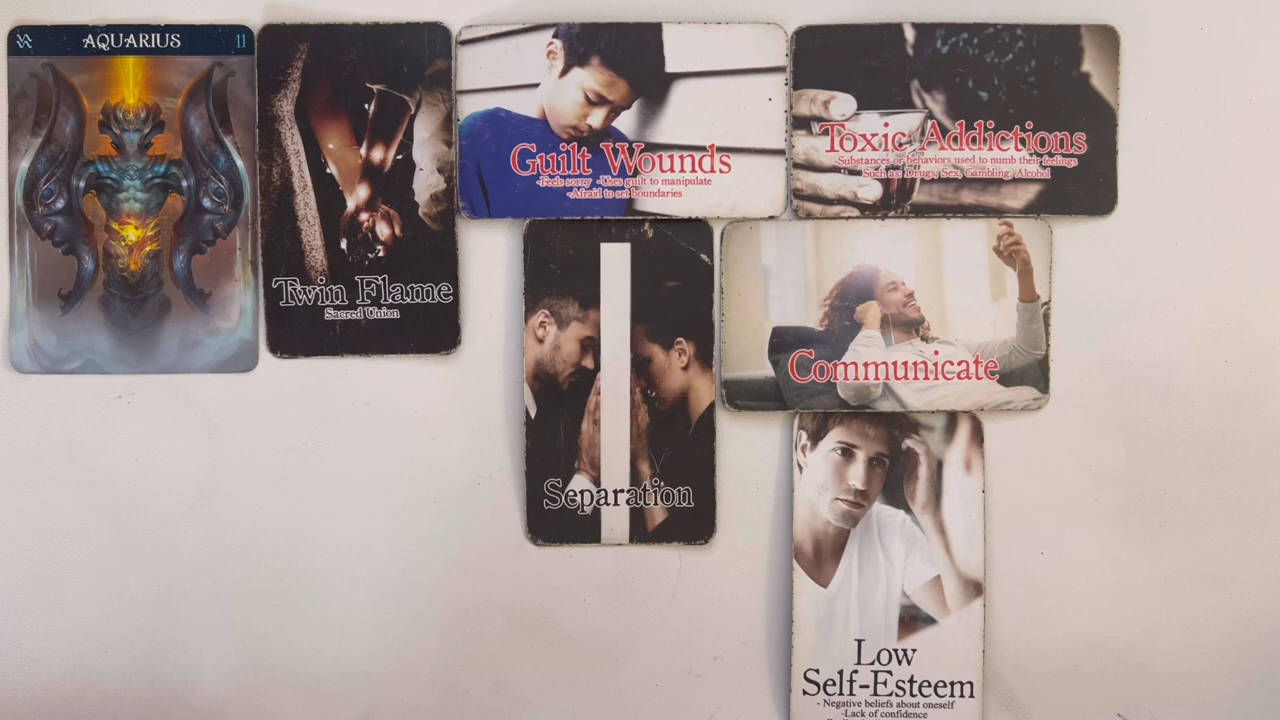 AQUARIUS 11
Twin Flame
Sacred Union
Guilt Wounds
-Feels sorry -Uses guilt to manipulate
-Afraid to set boundaries
Toxic Addictions
-Substances or behaviors used to numb their feelings
Such as: Drugs, Sex, Gambling, Alcohol
Separation
Communicate
Low
Self-Esteem
- Negative beliefs about oneself
-Lack of confidence